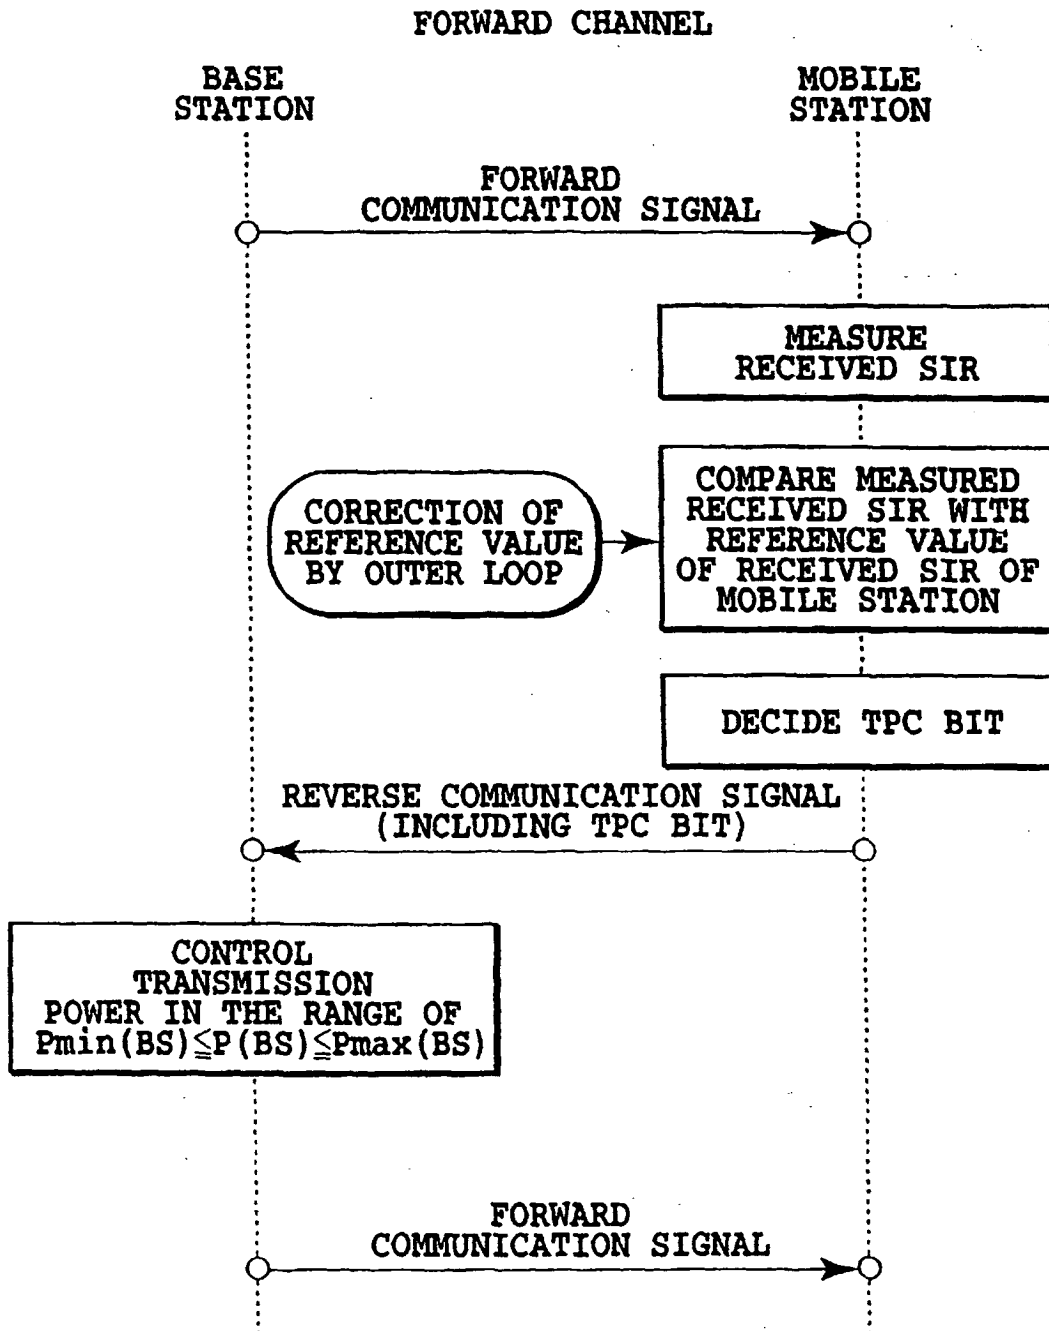 FORWARD CHANNEL
BASE
STATION
MOBILE
STATION
FORWARD
COMMUNICATION SIGNAL
MEASURE
RECEIVED SIR
CORRECTION OF
REFERENCE VALUE
BY OUTER LOOP
COMPARE MEASURED
RECEIVED SIR WITH
REFERENCE VALUE
OF RECEIVED SIR OF
MOBILE STATION
DECIDE TPC BIT
REVERSE COMMUNICATION SIGNAL
(INCLUDING TPC BIT)
CONTROL
TRANSMISSION
POWER IN THE RANGE OF
Pmin(BS)≦P(BS)≦Pmax(BS)
FORWARD
COMMUNICATION SIGNAL